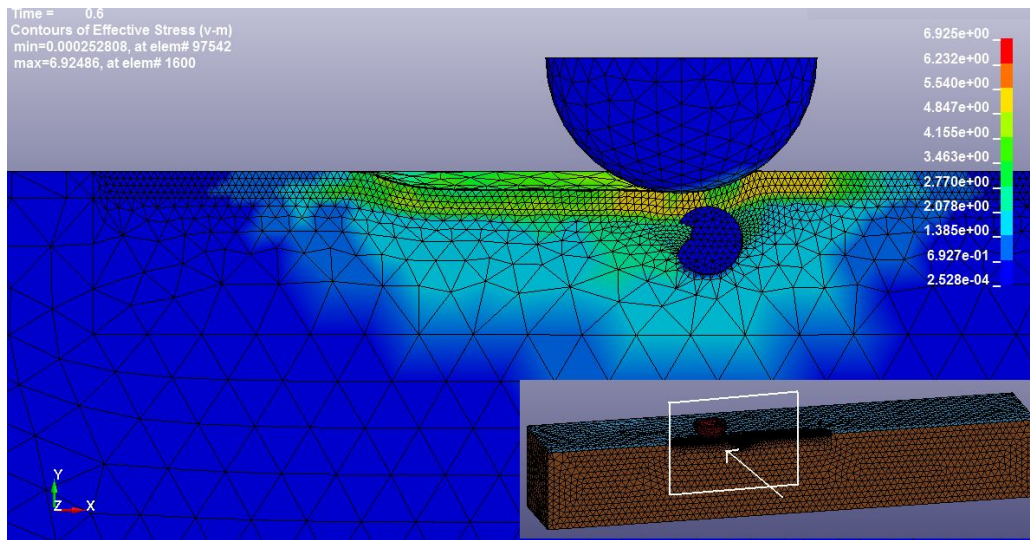 Time = 0.6
Contours of Effective Stress (v-m)
min=0.000252808, at elem# 97542
max=6.92486, at elem# 1600
6.925e+00
6.232e+00
5.540e+00
4.847e+00
4.155e+00
3.463e+00
2.770e+00
2.078e+00
1.385e+00
6.927e-01
2.528e-04
Y
Z X